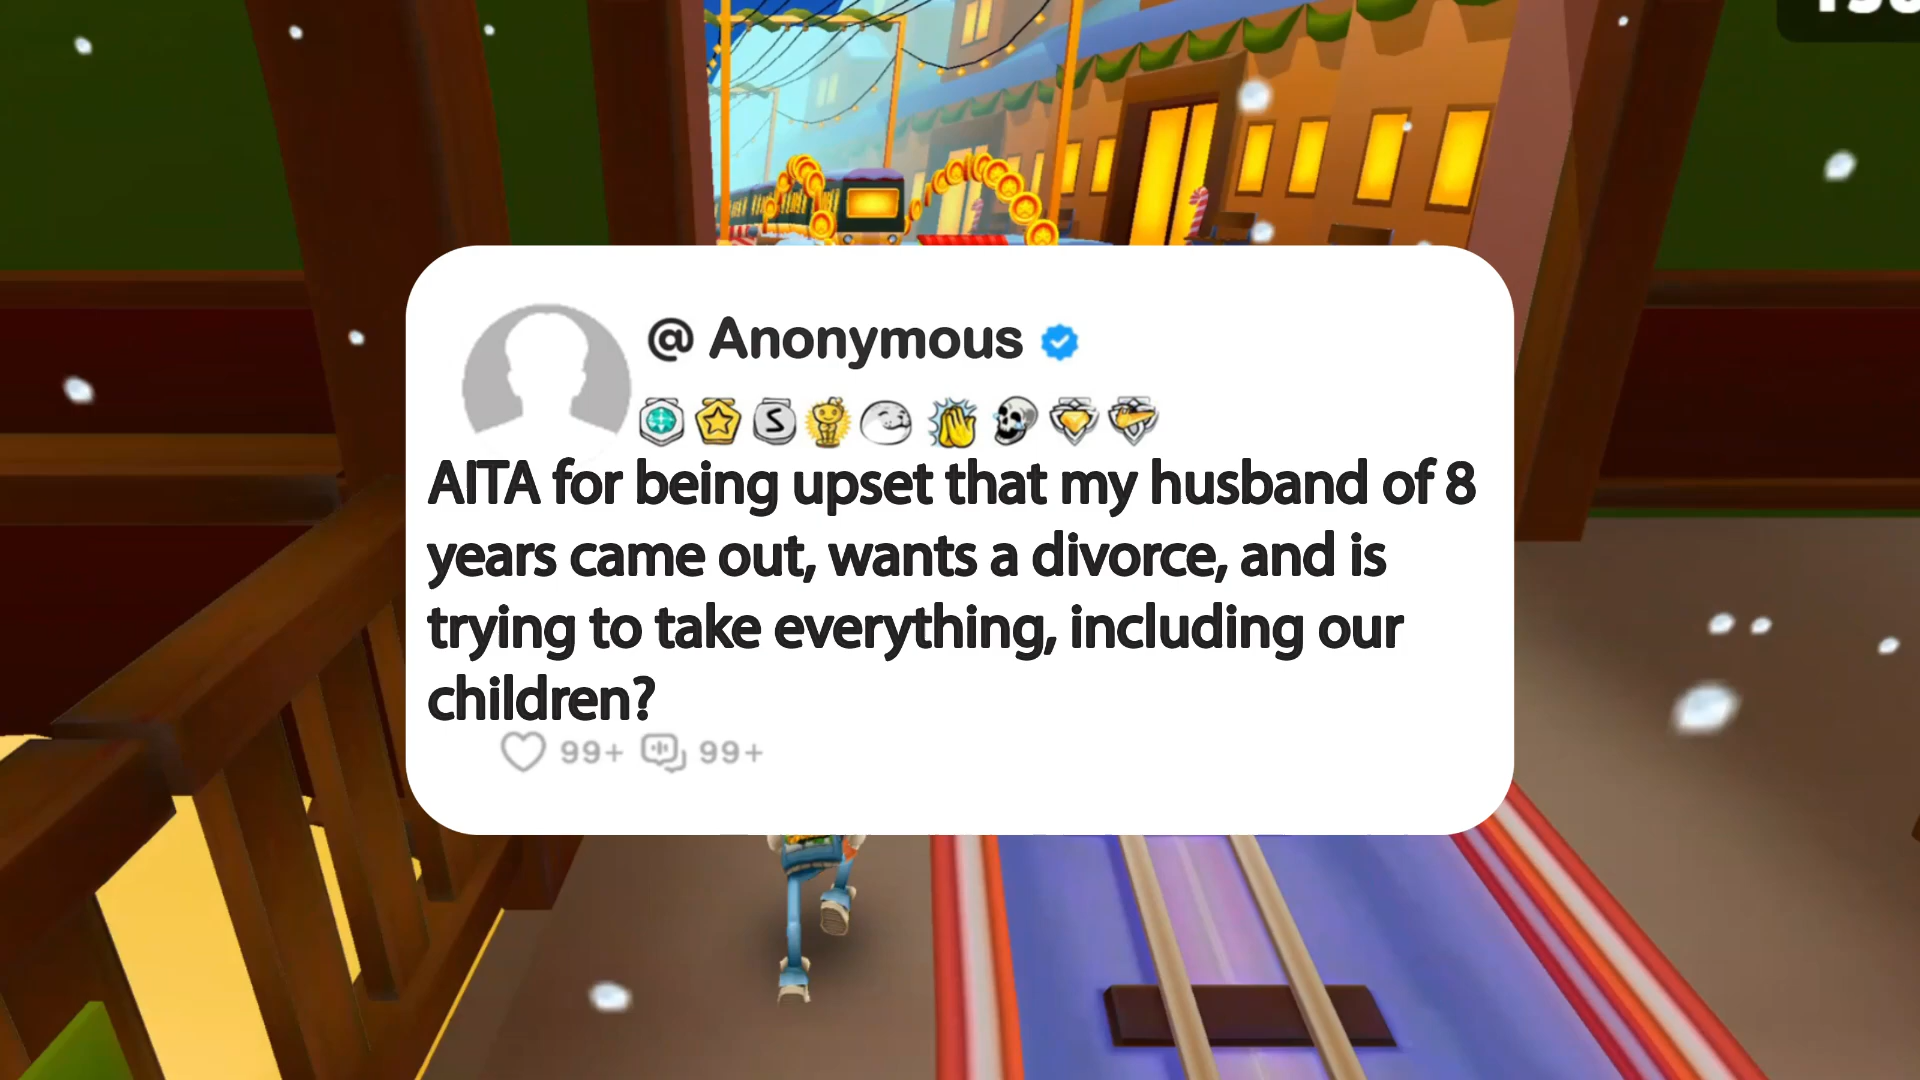 @ Anonymous
AITA for being upset that my husband of 8
years came out, wants a divorce, and is
trying to take everything, including our
children?
99+ 99+